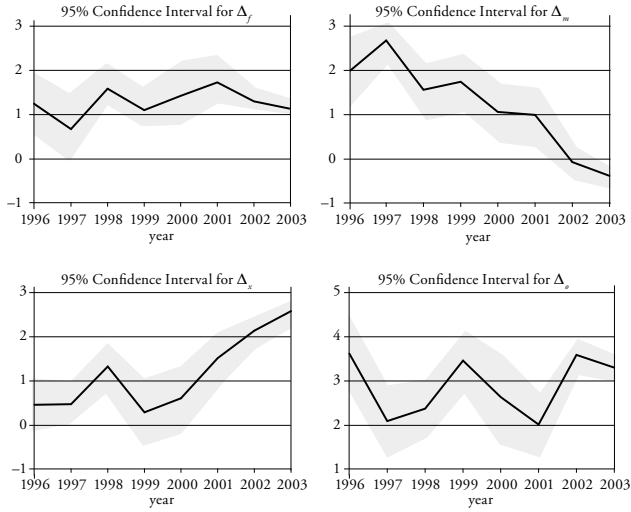 95% Confidence Interval for Δf
3
2
1
0
–1
1996 1997 1998 1999 2000 2001 2002 2003
year
95% Confidence Interval for Δm
3
2
1
0
–1
1996 1997 1998 1999 2000 2001 2002 2003
year
95% Confidence Interval for Δx
3
2
1
0
–1
1996 1997 1998 1999 2000 2001 2002 2003
year
95% Confidence Interval for Δo
5
4
3
2
1
1996 1997 1998 1999 2000 2001 2002 2003
year